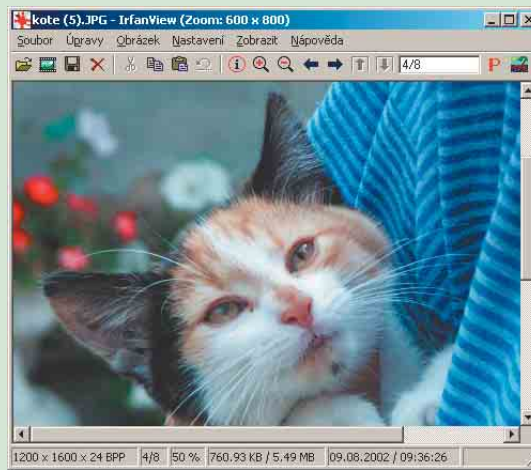 kote (5).JPG - IrfanView (Zoom: 600 x 800)
Soubor Úpravy Obrázek Nastavení Zobrazit Nápověda
4/8 P
1200 x 1600 x 24 BPP 4/8 50 % 760.93 KB / 5.49 MB 09.08.2002 / 09:36:26